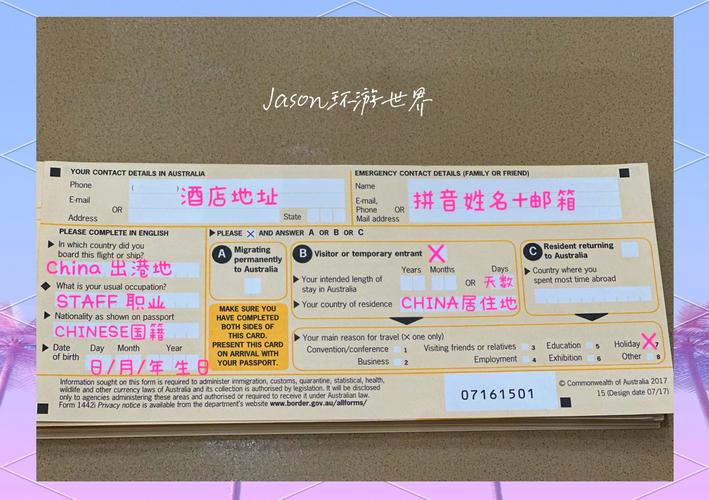 Jason环游世界
YOUR CONTACT DETAILS IN AUSTRALIA
Phone ( )
E-mail
OR
Address
State
酒店地址
EMERGENCY CONTACT DETAILS (FAMILY OR FRIEND)
Name
E-mail,
Phone OR
Mail address
拼音姓名+邮箱
PLEASE COMPLETE IN ENGLISH
In which country did you
board this flight or ship?
China 出港地
What is your usual occupation?
STAFF 职业
Nationality as shown on passport
CHINESE国籍
Date of birth
Day Month Year
日/月/年 生日
PLEASE X AND ANSWER A OR B OR C
A Migrating
permanently
to Australia
MAKE SURE YOU
HAVE COMPLETED
BOTH SIDES OF
THIS CARD.
PRESENT THIS CARD
ON ARRIVAL WITH
YOUR PASSPORT.
B Visitor or temporary entrant X
Your intended length of
stay in Australia
Years Months OR Days
天数
Your country of residence
CHINA居住地
C Resident returning
to Australia
Country where you
spent most time abroad
Your main reason for travel (X one only)
Convention/conference 1
Visiting friends or relatives 3
Education 5
Holiday X 7
Business 2
Employment 4
Exhibition 6
Other 8
Information sought on this form is required to administer immigration, customs, quarantine, statistical, health,
wildlife and other currency laws of Australia and its collection is authorised by legislation. It will be disclosed
only to agencies administering these areas and authorised or required to receive it under Australian law.
Form 1442i Privacy notice is available from the department's website www.border.gov.au/allforms/
07161501
© Commonwealth of Australia 2017
15 (Design date 07/17)